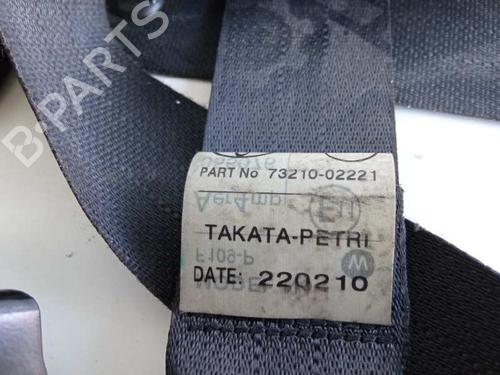 B-PARTS
PART No 73210-02221
TAKATA-PETRI
DATE: 220210